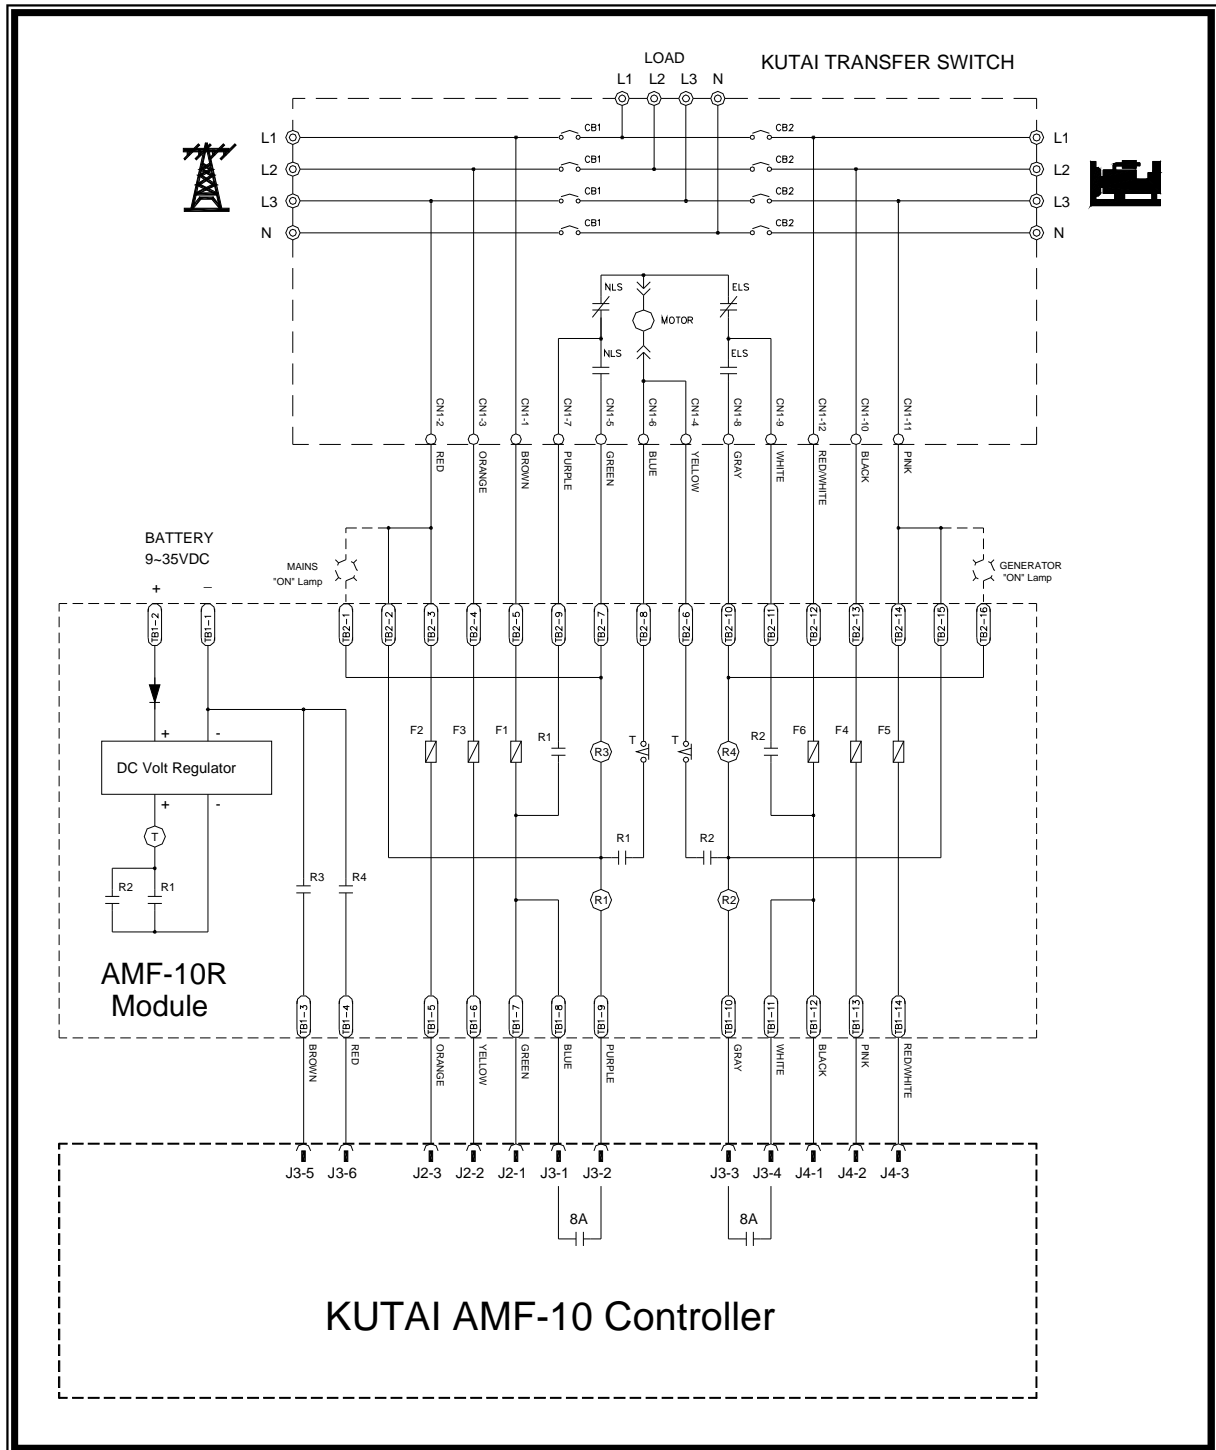 LOAD KUTAI TRANSFER SWITCH
L1 L2 L3 N
L1 CB1 CB2 L1
L2 CB1 CB2 L2
L3 CB1 CB2 L3
N CB1 CB2 N
NLS ELS
MOTOR
NLS ELS
CN1-2 CN1-3 CN1-1 CN1-7 CN1-5 CN1-6 CN1-4 CN1-8 CN1-9 CN1-12 CN1-10 CN1-11
RED ORANGE BROWN PURPLE GREEN BLUE YELLOW GRAY WHITE RED/WHITE BLACK PINK
BATTERY
9~35VDC
MAINS
"ON" Lamp
GENERATOR
"ON" Lamp
+ –
TB1-2 TB1-1 TB2-1 TB2-2 TB2-3 TB2-4 TB2-5 TB2-9 TB2-7 TB2-8 TB2-6 TB2-10 TB2-11 TB2-12 TB2-13 TB2-14 TB2-15 TB2-16
+ -
F2 F3 F1 R1 R3 T T R4 R2 F6 F4 F5
DC Volt Regulator
+ -
T
R1 R2
R2 R1 R3 R4
R1 R2
AMF-10R
Module
TB1-3 TB1-4 TB1-5 TB1-6 TB1-7 TB1-8 TB1-9 TB1-10 TB1-11 TB1-12 TB1-13 TB1-14
BROWN RED ORANGE YELLOW GREEN BLUE PURPLE GRAY WHITE BLACK PINK RED/WHITE
J3-5 J3-6 J2-3 J2-2 J2-1 J3-1 J3-2 J3-3 J3-4 J4-1 J4-2 J4-3
8A 8A
KUTAI AMF-10 Controller